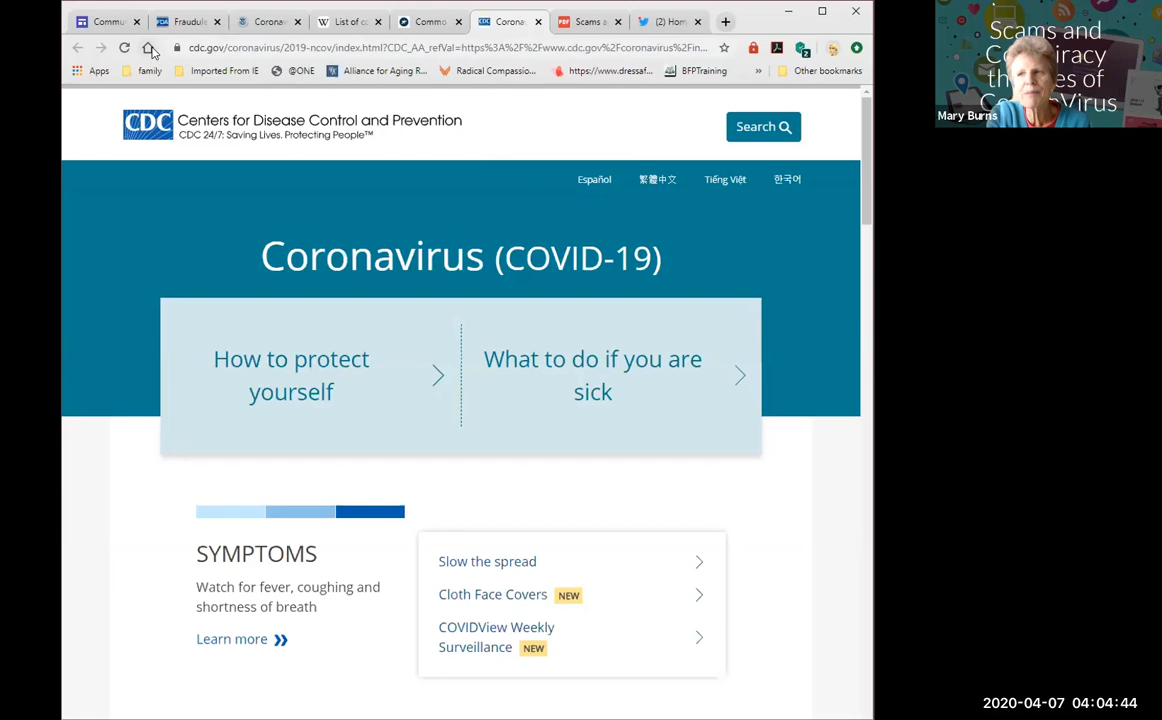 Commu
Fraudule
Corona
List of c
Commo
Corona
Scams a
(2) Hom
cdc.gov/coronavirus/2019-ncov/index.html?CDC_AA_refVal=https%3A%2F%2Fwww.cdc.gov%2Fcoronavirus%2Fin...
Apps
family
Imported From IE
@ONE
Alliance for Aging R...
Radical Compassio...
https://www.dressaf...
BFPTraining
»
Other bookmarks
CDC Centers for Disease Control and Prevention
CDC 24/7: Saving Lives. Protecting People™
Search
Español 繁體中文 Tiếng Việt 한국어
Coronavirus (COVID-19)
How to protect
yourself
What to do if you are
sick
SYMPTOMS
Watch for fever, coughing and
shortness of breath
Learn more
Slow the spread
Cloth Face Covers NEW
COVIDView Weekly
Surveillance NEW
Scams and
Mary Burns
2020-04-07 04:04:44